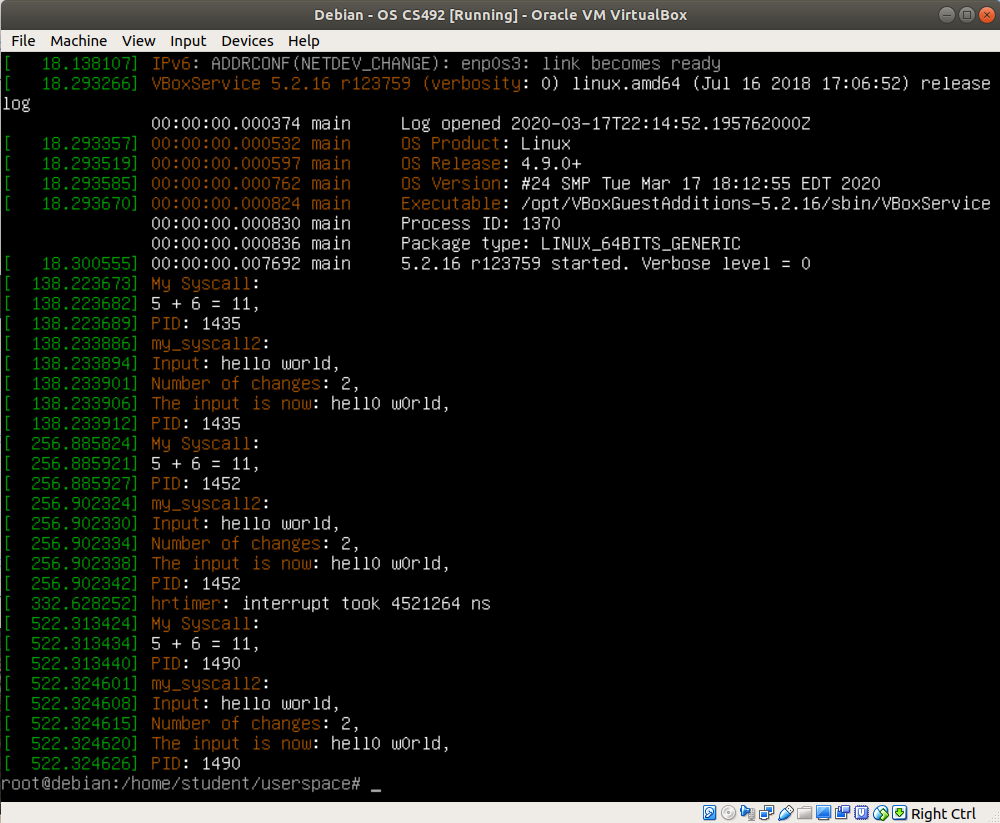 Debian - OS CS492 [Running] - Oracle VM VirtualBox
File Machine View Input Devices Help
[   18.138107] IPv6: ADDRCONF(NETDEV_CHANGE): enp0s3: link becomes ready
[   18.293266] VBoxService 5.2.16 r123759 (verbosity: 0) linux.amd64 (Jul 16 2018 17:06:52) release
log
               00:00:00.000374 main     Log opened 2020-03-17T22:14:52.195762000Z
[   18.293357] 00:00:00.000532 main     OS Product: Linux
[   18.293519] 00:00:00.000597 main     OS Release: 4.9.0+
[   18.293585] 00:00:00.000762 main     OS Version: #24 SMP Tue Mar 17 18:12:55 EDT 2020
[   18.293670] 00:00:00.000824 main     Executable: /opt/VBoxGuestAdditions-5.2.16/sbin/VBoxService
               00:00:00.000830 main     Process ID: 1370
               00:00:00.000836 main     Package type: LINUX_64BITS_GENERIC
[   18.300555] 00:00:00.007692 main     5.2.16 r123759 started. Verbose level = 0
[  138.223673] My Syscall:
[  138.223682] 5 + 6 = 11,
[  138.223689] PID: 1435
[  138.233886] my_syscall2:
[  138.233894] Input: hello world,
[  138.233901] Number of changes: 2,
[  138.233906] The input is now: hell0 w0rld,
[  138.233912] PID: 1435
[  256.885824] My Syscall:
[  256.885921] 5 + 6 = 11,
[  256.885927] PID: 1452
[  256.902324] my_syscall2:
[  256.902330] Input: hello world,
[  256.902334] Number of changes: 2,
[  256.902338] The input is now: hell0 w0rld,
[  256.902342] PID: 1452
[  332.628252] hrtimer: interrupt took 4521264 ns
[  522.313424] My Syscall:
[  522.313434] 5 + 6 = 11,
[  522.313440] PID: 1490
[  522.324601] my_syscall2:
[  522.324608] Input: hello world,
[  522.324615] Number of changes: 2,
[  522.324620] The input is now: hell0 w0rld,
[  522.324626] PID: 1490
root@debian:/home/student/userspace# _
Right Ctrl